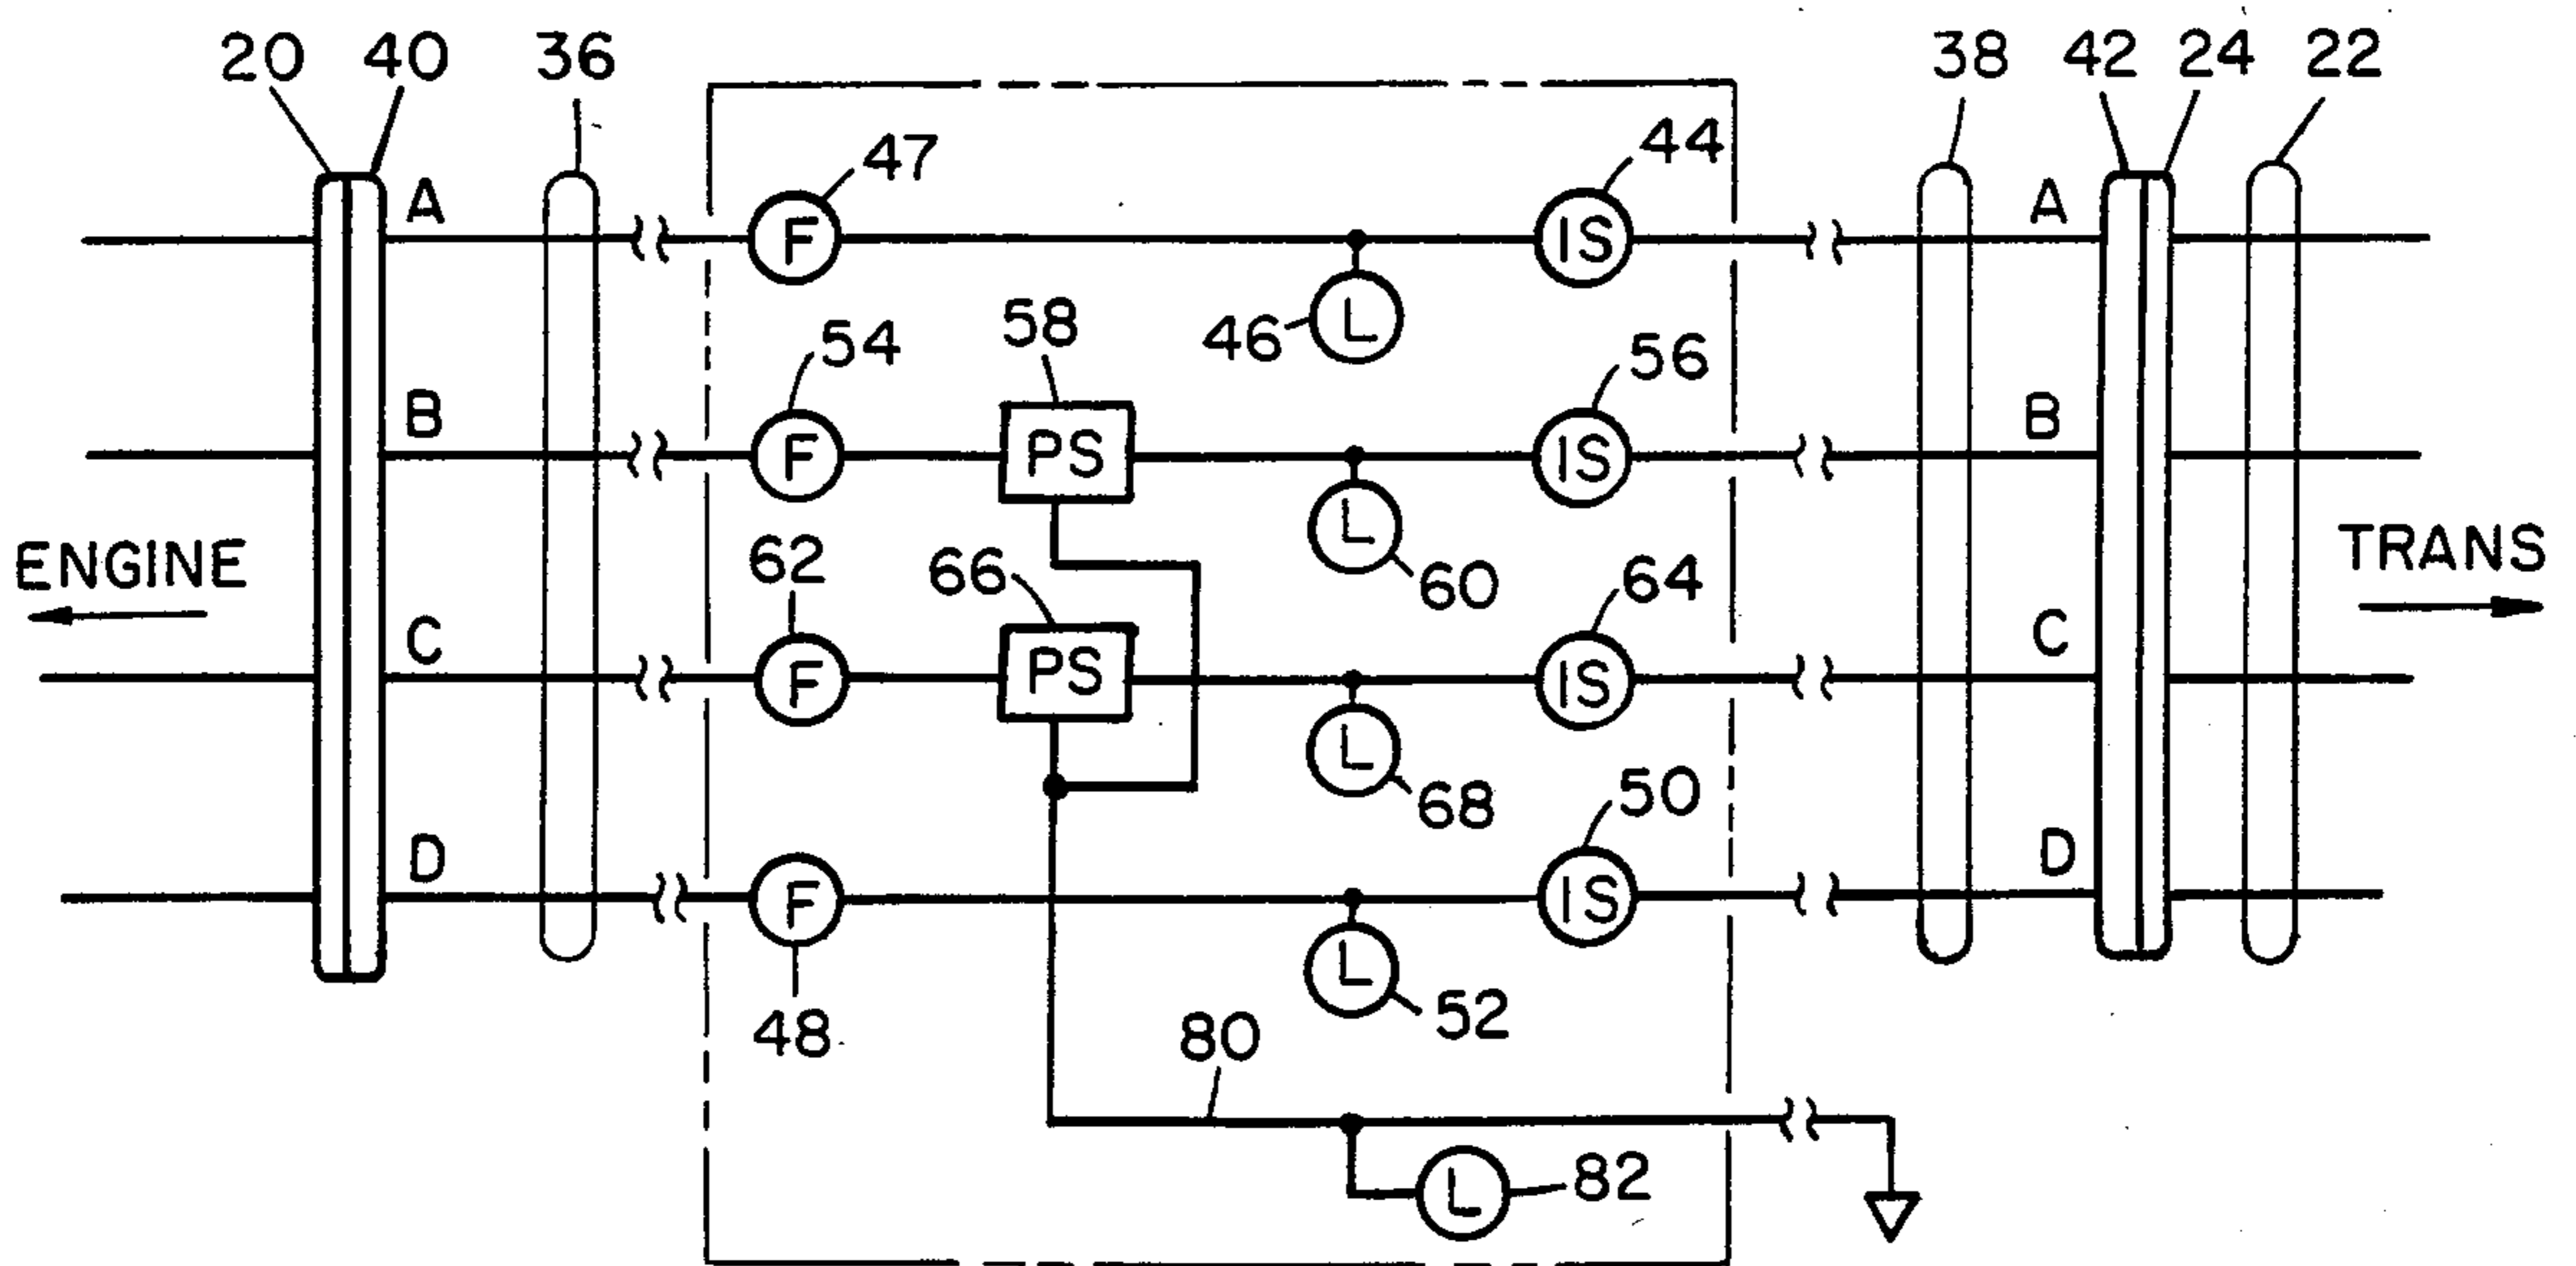 20 40 36 38 42 24 22
47 44
A F IS A
46 L
58
54 56
B F PS IS B
L 60
ENGINE TRANS
62 66 64
C F PS IS C
L 68
50
D F IS D
48 L 52
80
L 82